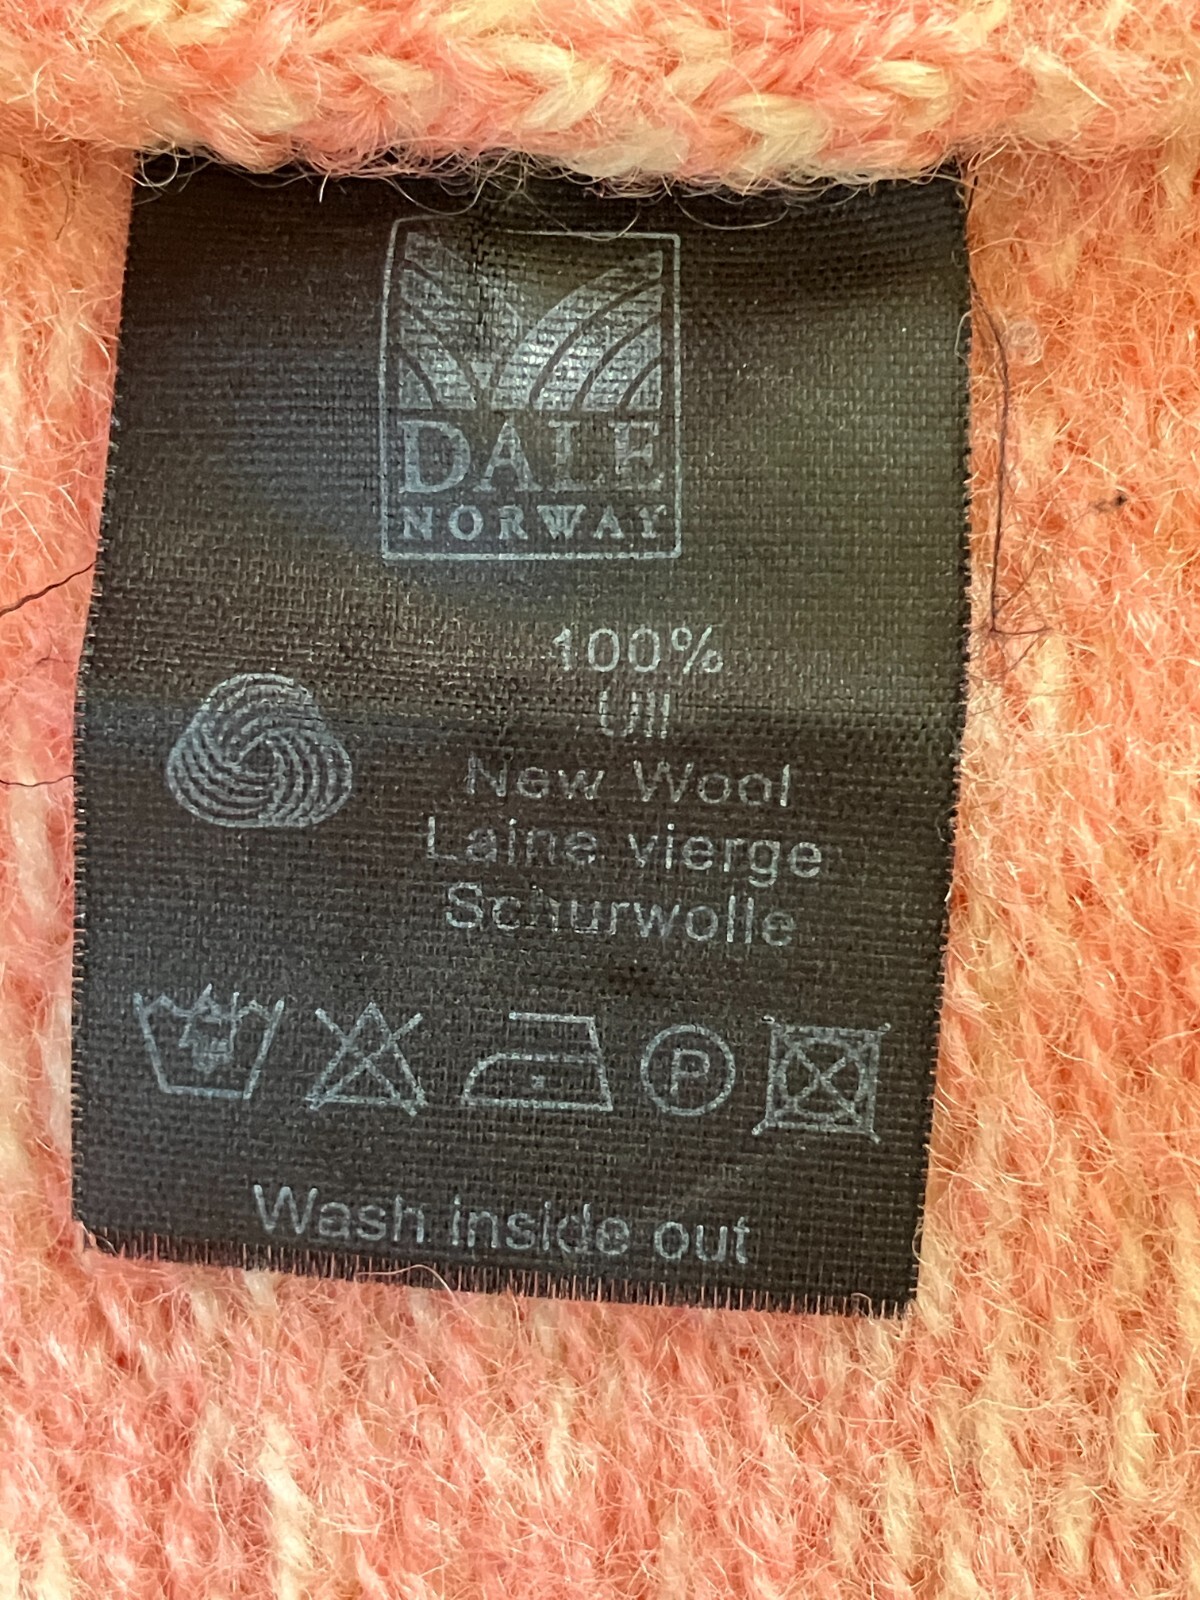 DALE
NORWAY
100%
Ull
New Wool
Laine vierge
Schurwolle
P
Wash inside out